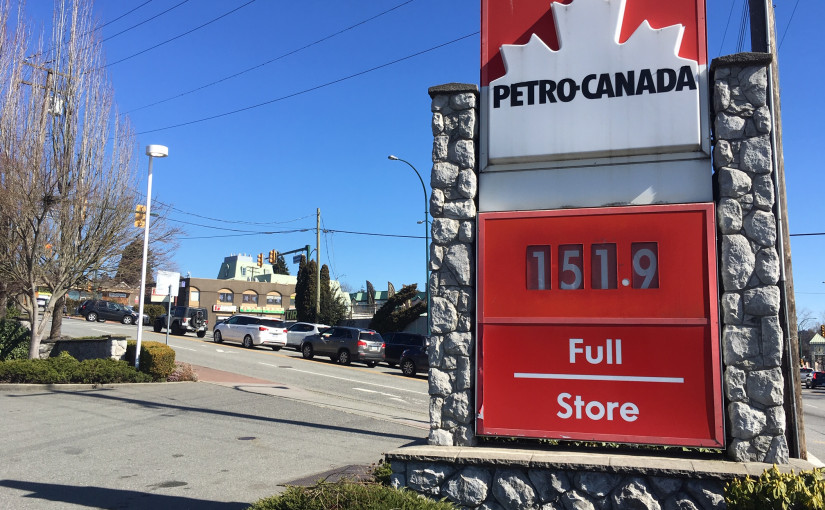 PETRO-CANADA
151.9
Full
Store